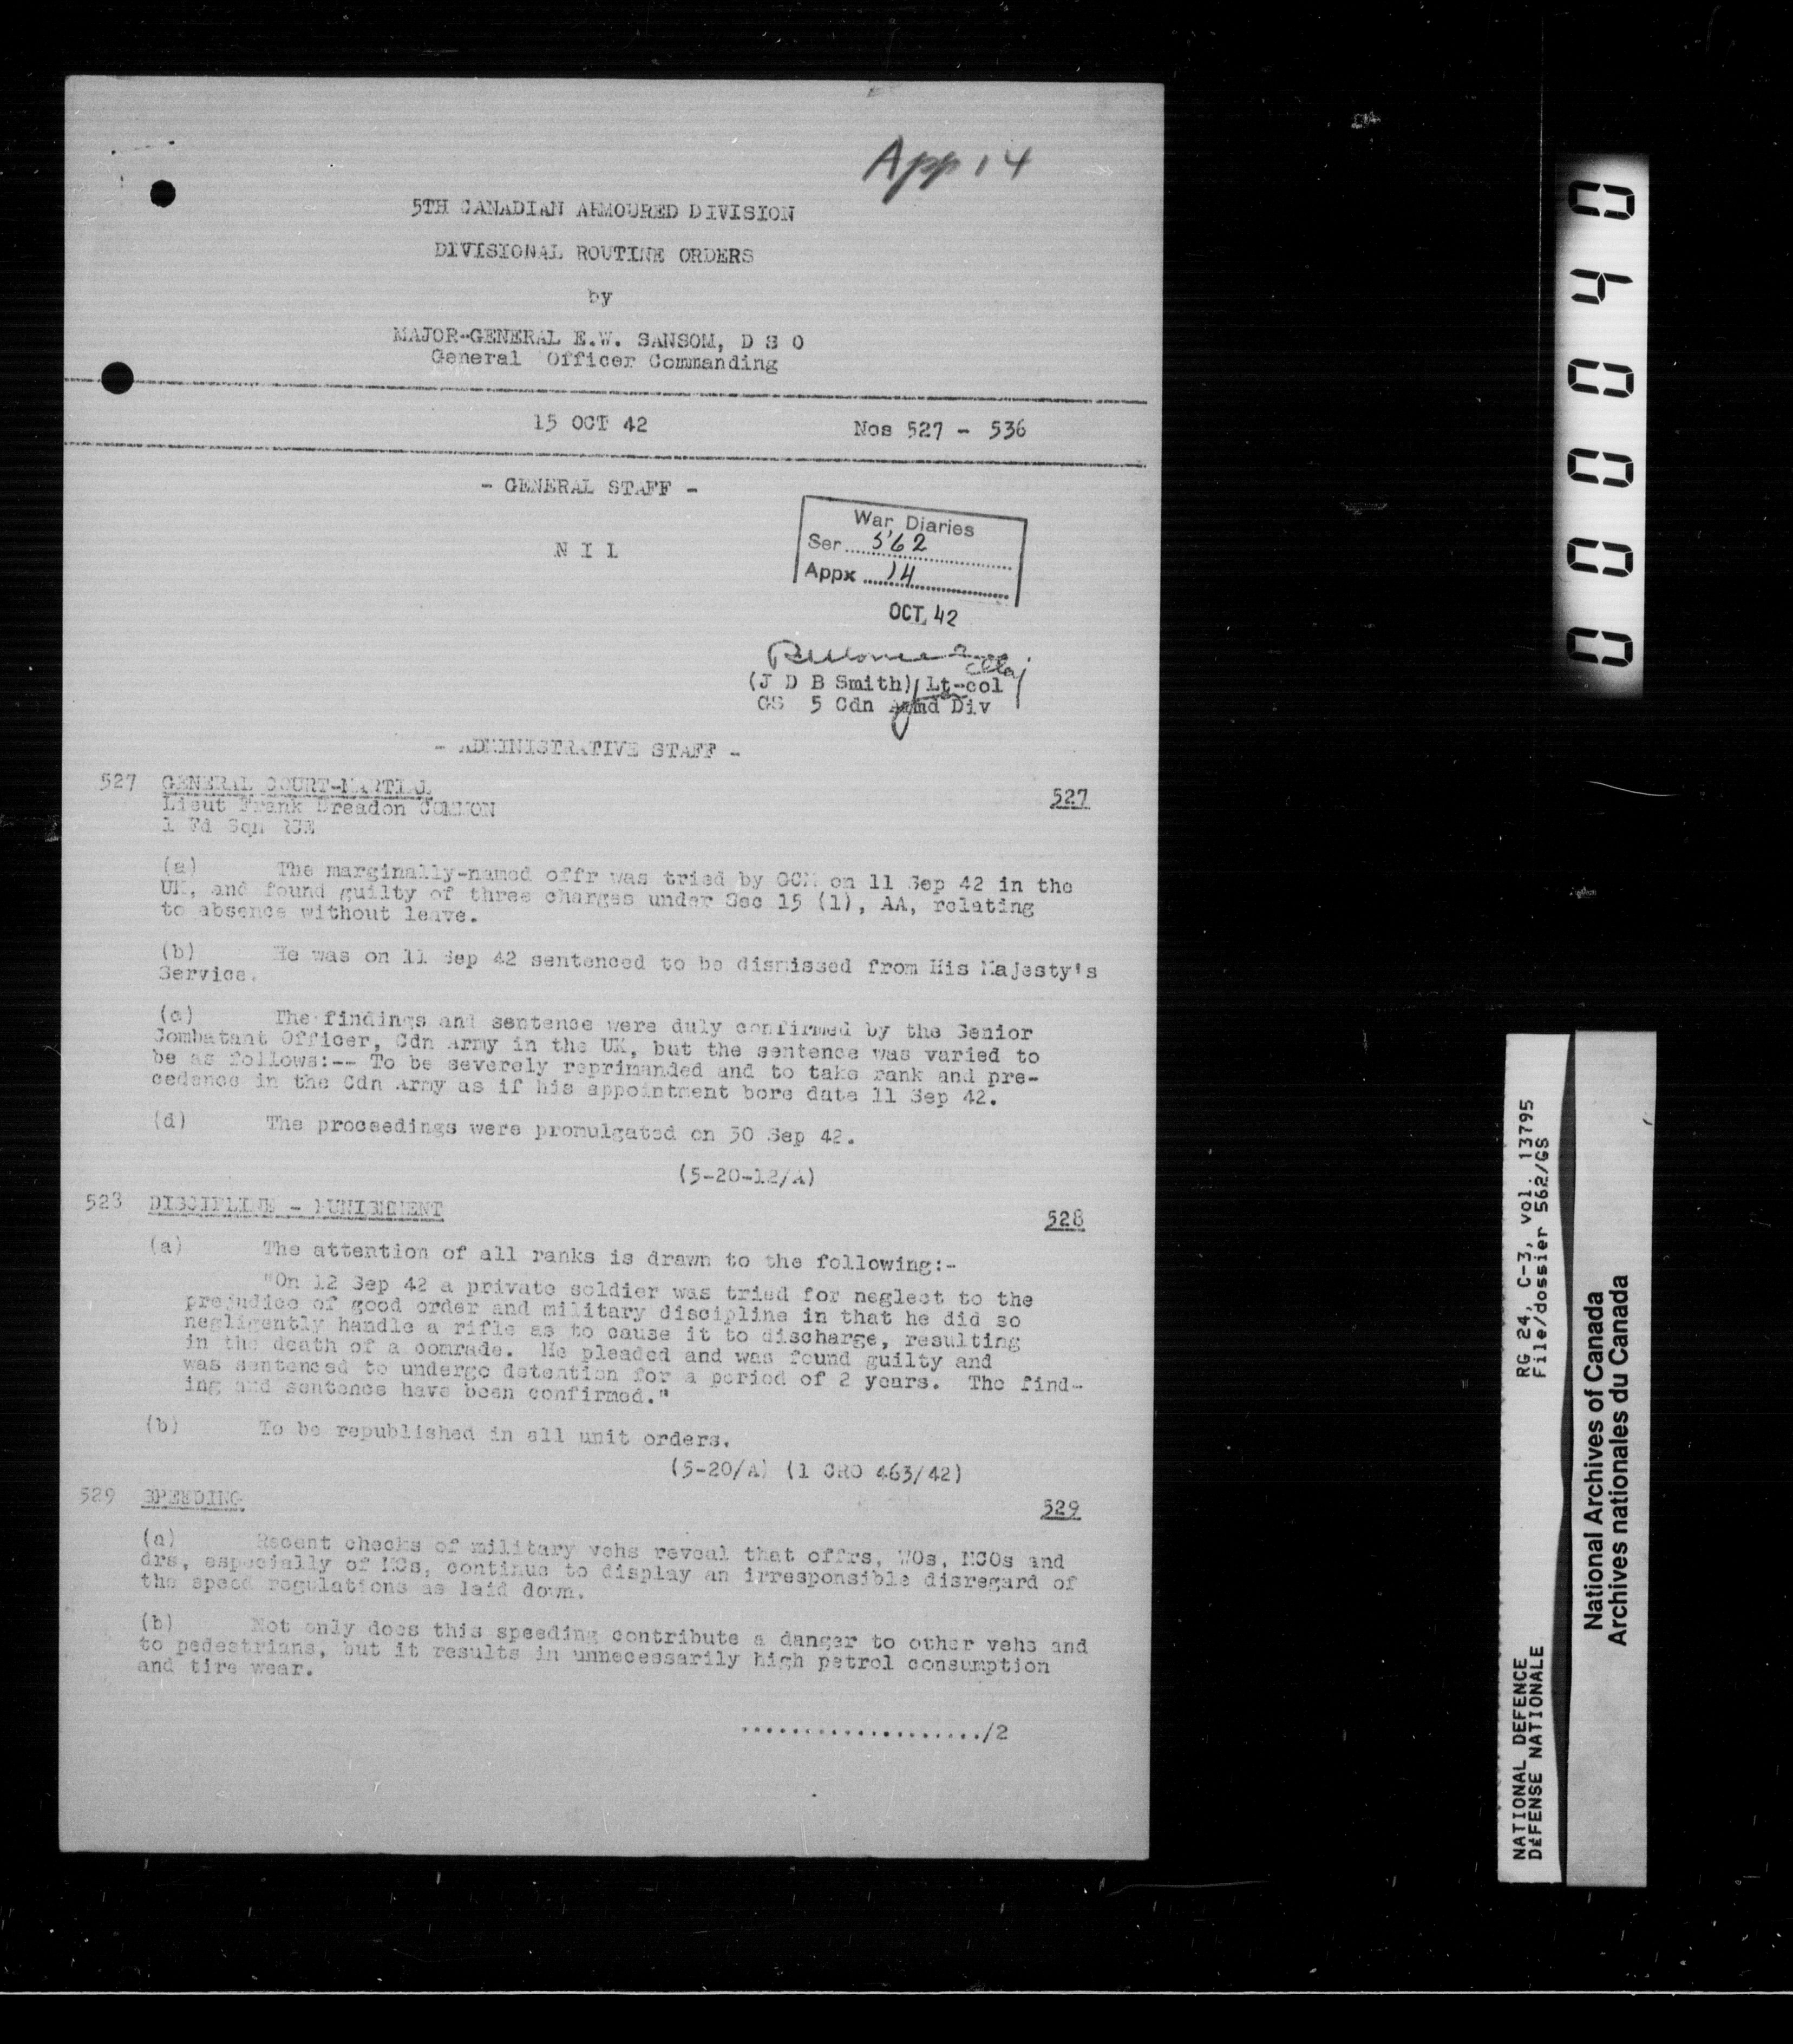 App 14
5TH CANADIAN ARMOURED DIVISION
DIVISIONAL ROUTINE ORDERS
by
MAJOR-GENERAL E.W. SANSOM, D S O
General Officer Commanding
15 OCT 42 Nos 527 - 536
- GENERAL STAFF -
N I L
War Diaries
Ser 562
Appx 14
OCT 42
(J D B Smith) Lt-col
GS 5 Cdn Armd Div
- ADMINISTRATIVE STAFF -
527 GENERAL COURT-MARTIAL 527
Lieut Frank Breadon COMMON
1 Fd Sqn RCE
(a) The marginally-named offr was tried by GCM on 11 Sep 42 in the
UK, and found guilty of three charges under Sec 15 (1), AA, relating
to absence without leave.
(b) He was on 11 Sep 42 sentenced to be dismissed from His Majesty's
Service.
(c) The findings and sentence were duly confirmed by the Senior
Combatant Officer, Cdn Army in the UK, but the sentence was varied to
be as follows:-- To be severely reprimanded and to take rank and pre-
cedence in the Cdn Army as if his appointment bore date 11 Sep 42.
(d) The proceedings were promulgated on 30 Sep 42.
(5-20-12/A)
528 DISCIPLINE - PUNISHMENT 528
(a) The attention of all ranks is drawn to the following:-
"On 12 Sep 42 a private soldier was tried for neglect to the
prejudice of good order and military discipline in that he did so
negligently handle a rifle as to cause it to discharge, resulting
in the death of a comrade. He pleaded and was found guilty and
was sentenced to undergo detention for a period of 2 years. The find-
ing and sentence have been confirmed."
(b) To be republished in all unit orders.
(5-20/A) (1 CRO 463/42)
529 SPEEDING 529
(a) Recent checks of military vehs reveal that offrs, WOs, NCOs and
drs, especially of MCs, continue to display an irresponsible disregard of
the speed regulations as laid down.
(b) Not only does this speeding contribute a danger to other vehs and
to pedestrians, but it results in unnecessarily high petrol consumption
and tire wear.
..................../2
0000040
NATIONAL DEFENCE RG 24, C-3, vol. 13795
DÉFENSE NATIONALE File/dossier 562/GS
National Archives of Canada
Archives nationales du Canada